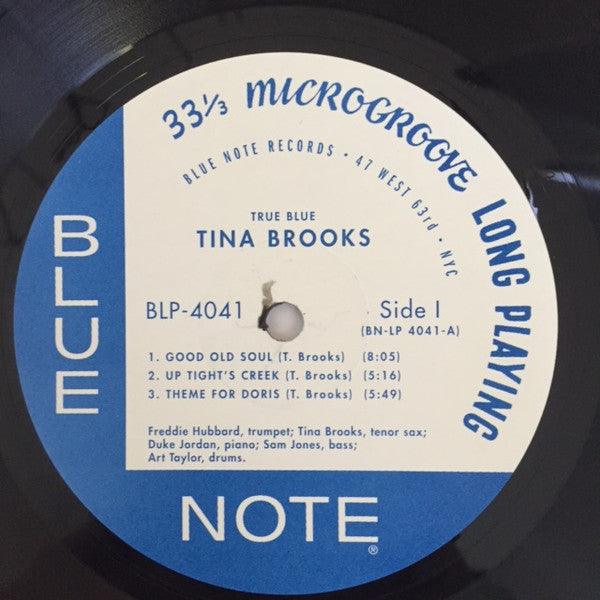 33⅓ MICROGROOVE LONG PLAYING
BLUE NOTE RECORDS • 47 WEST 63rd • NYC
TRUE BLUE
TINA BROOKS
BLP-4041
Side I
(BN-LP 4041-A)
1. GOOD OLD SOUL (T. Brooks) (8:05)
2. UP TIGHT'S CREEK (T. Brooks) (5:16)
3. THEME FOR DORIS (T. Brooks) (5:49)
Freddie Hubbard, trumpet; Tina Brooks, tenor sax;
Duke Jordan, piano; Sam Jones, bass;
Art Taylor, drums.
BLUE
NOTE®